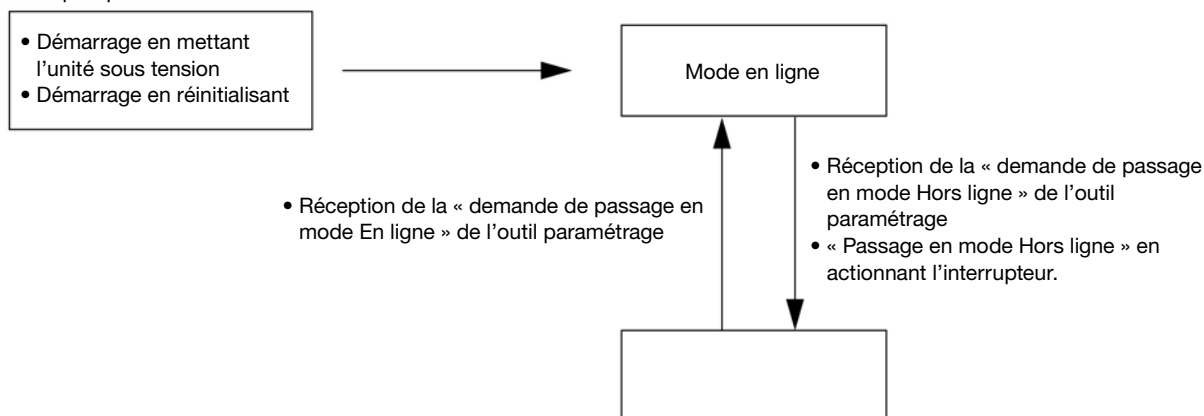 • Démarrage en mettant
l’unité sous tension
• Démarrage en réinitialisant
Mode en ligne
• Réception de la « demande de passage en
mode En ligne » de l’outil paramétrage
• Réception de la « demande de passage
en mode Hors ligne » de l’outil
paramétrage
• « Passage en mode Hors ligne » en
actionnant l’interrupteur.